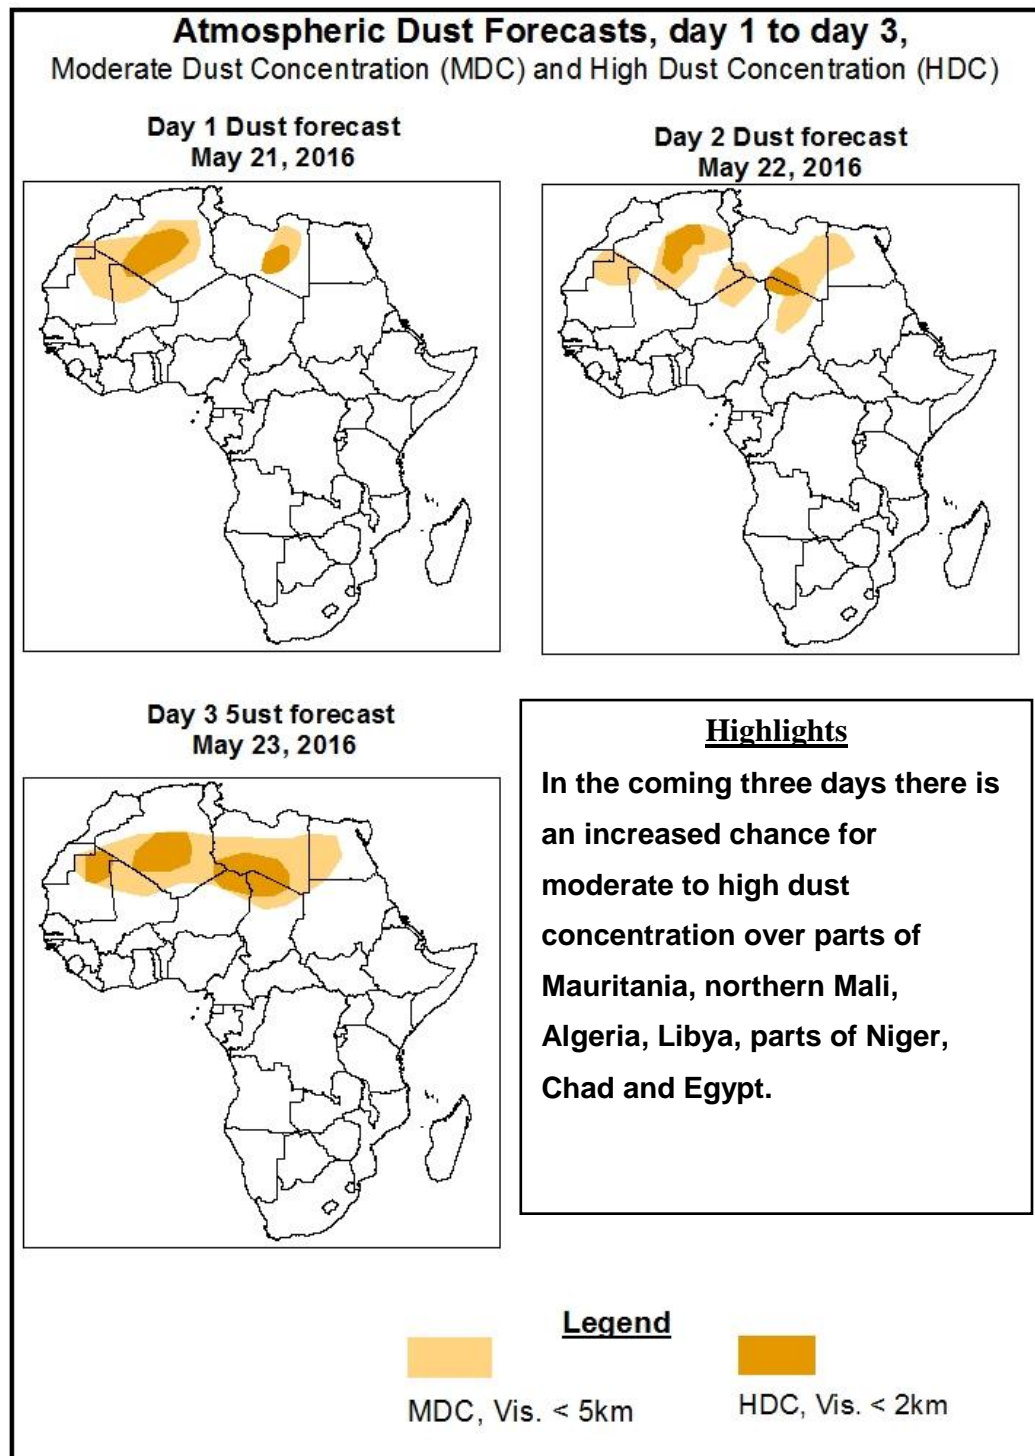 Atmospheric Dust Forecasts, day 1 to day 3,
Moderate Dust Concentration (MDC) and High Dust Concentration (HDC)
Day 1 Dust forecast
May 21, 2016
Day 2 Dust forecast
May 22, 2016
Day 3 5ust forecast
May 23, 2016
Highlights
In the coming three days there is
an increased chance for
moderate to high dust
concentration over parts of
Mauritania, northern Mali,
Algeria, Libya, parts of Niger,
Chad and Egypt.
Legend
MDC, Vis. < 5km
HDC, Vis. < 2km